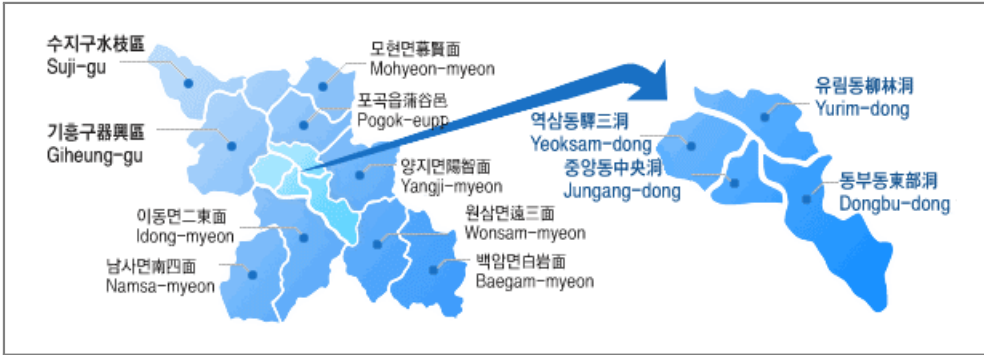 수지구水枝區
Suji-gu
모현면慕賢面
Mohyeon-myeon
포곡읍蒲谷邑
Pogok-eupp
기흥구器興區
Giheung-gu
양지면陽智面
Yangji-myeon
이동면二東面
Idong-myeon
원삼면遠三面
Wonsam-myeon
남사면南四面
Namsa-myeon
백암면白岩面
Baegam-myeon
유림동柳林洞
Yurim-dong
역삼동驛三洞
Yeoksam-dong
중앙동中央洞
Jungang-dong
동부동東部洞
Dongbu-dong